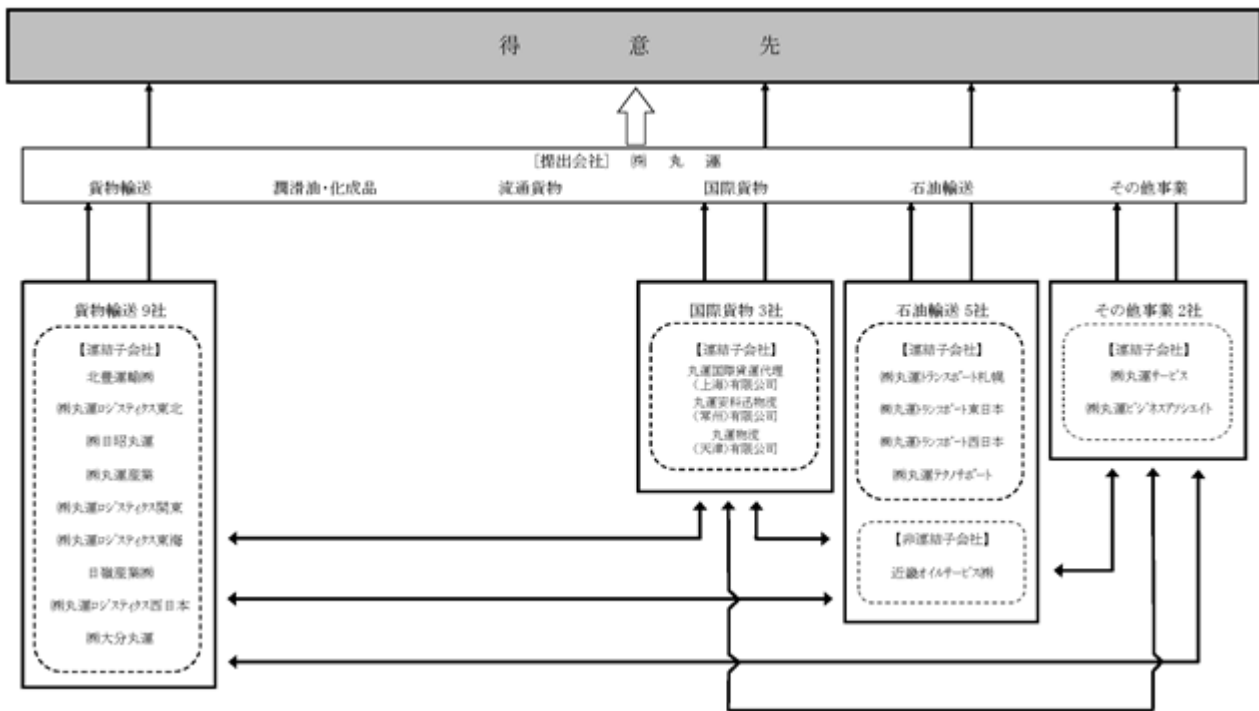 得意先
[提出会社] ㈱ 丸 運
貨物輸送 潤滑油・化成品 流通貨物 国際貨物 石油輸送 その他事業
貨物輸送 9社
【連結子会社】
北豊運輸㈱
㈱丸運ロジスティクス東北
㈱日昭丸運
㈱丸運産業
㈱丸運ロジスティクス関東
㈱丸運ロジスティクス東海
日嶺産業㈱
㈱丸運ロジスティクス西日本
㈱大分丸運
国際貨物 3社
【連結子会社】
丸運国際貨運代理
(上海)有限公司
丸運安科迅物流
(常州)有限公司
丸運物流
(天津)有限公司
石油輸送 5社
【連結子会社】
㈱丸運トランスポート札幌
㈱丸運トランスポート東日本
㈱丸運トランスポート西日本
㈱丸運テクノサポート
【非連結子会社】
近畿オイルサービス㈱
その他事業 2社
【連結子会社】
㈱丸運サービス
㈱丸運ビジネスアソシエイト